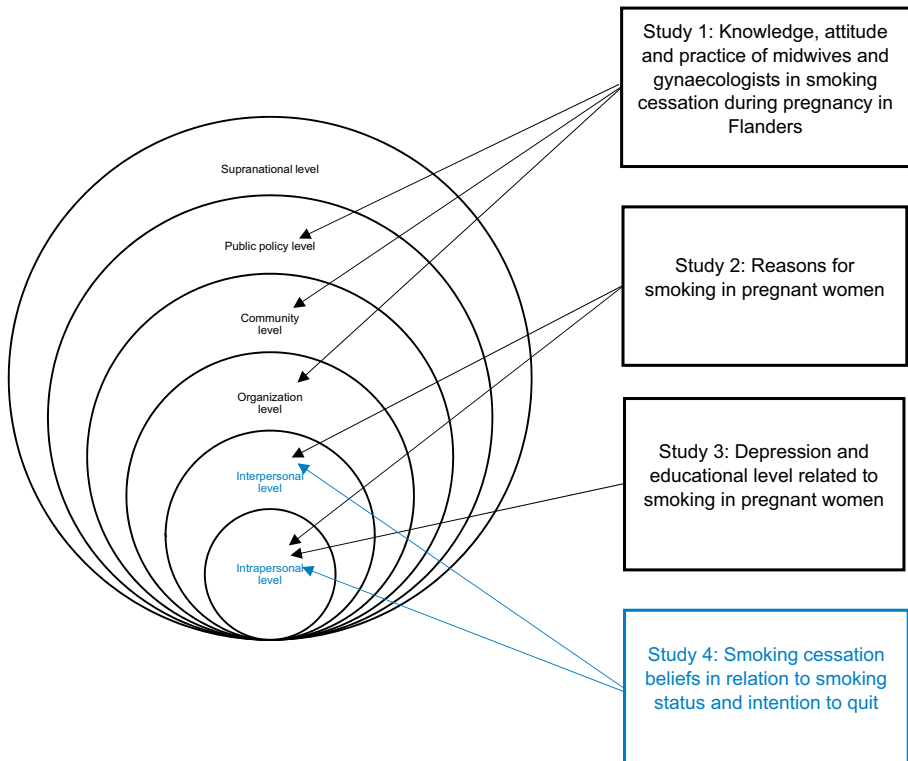 Study 1: Knowledge, attitude
and practice of midwives and
gynaecologists in smoking
cessation during pregnancy in
Flanders
Supranational level
Public policy level
Study 2: Reasons for
smoking in pregnant women
Community
level
Organization
level
Study 3: Depression and
educational level related to
smoking in pregnant women
Interpersonal
level
Intrapersonal
level
Study 4: Smoking cessation
beliefs in relation to smoking
status and intention to quit